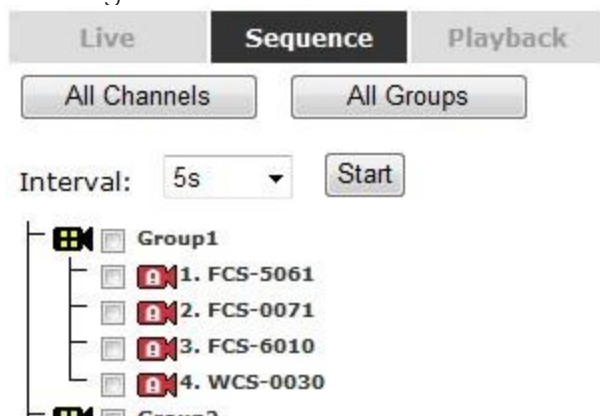 Live Sequence Playback
All Channels All Groups
Interval: 5s Start
Group1
1. FCS-5061
2. FCS-0071
3. FCS-6010
4. WCS-0030